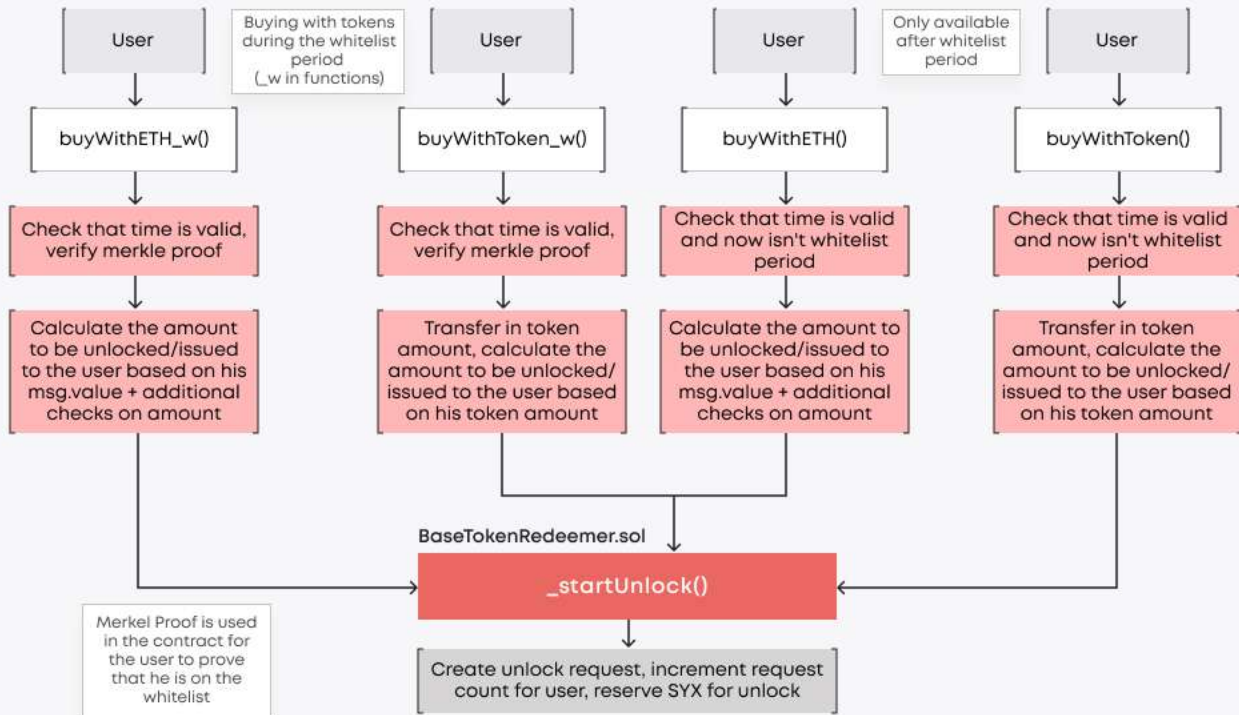 User
Buying with tokens
during the whitelist
period
(_w in functions)
User
User
Only available
after whitelist
period
User
buyWithETH_w()
buyWithToken_w()
buyWithETH()
buyWithToken()
Check that time is valid,
verify merkle proof
Check that time is valid,
verify merkle proof
Check that time is valid
and now isn't whitelist
period
Check that time is valid
and now isn't whitelist
period
Calculate the amount
to be unlocked/issued
to the user based on his
msg.value + additional
checks on amount
Transfer in token
amount, calculate the
amount to be unlocked/
issued to the user based
on his token amount
Calculate the amount to
be unlocked/issued to
the user based on his
msg.value + additional
checks on amount
Transfer in token
amount, calculate the
amount to be unlocked/
issued to the user based
on his token amount
BaseTokenRedeemer.sol
_startUnlock()
Merkel Proof is used
in the contract for
the user to prove
that he is on the
whitelist
Create unlock request, increment request
count for user, reserve SYX for unlock